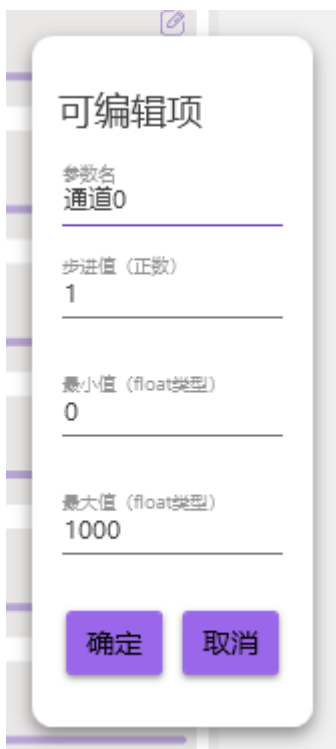 可编辑项
参数名
通道0
步进值（正数）
1
最小值（float类型）
0
最大值（float类型）
1000
确定
取消